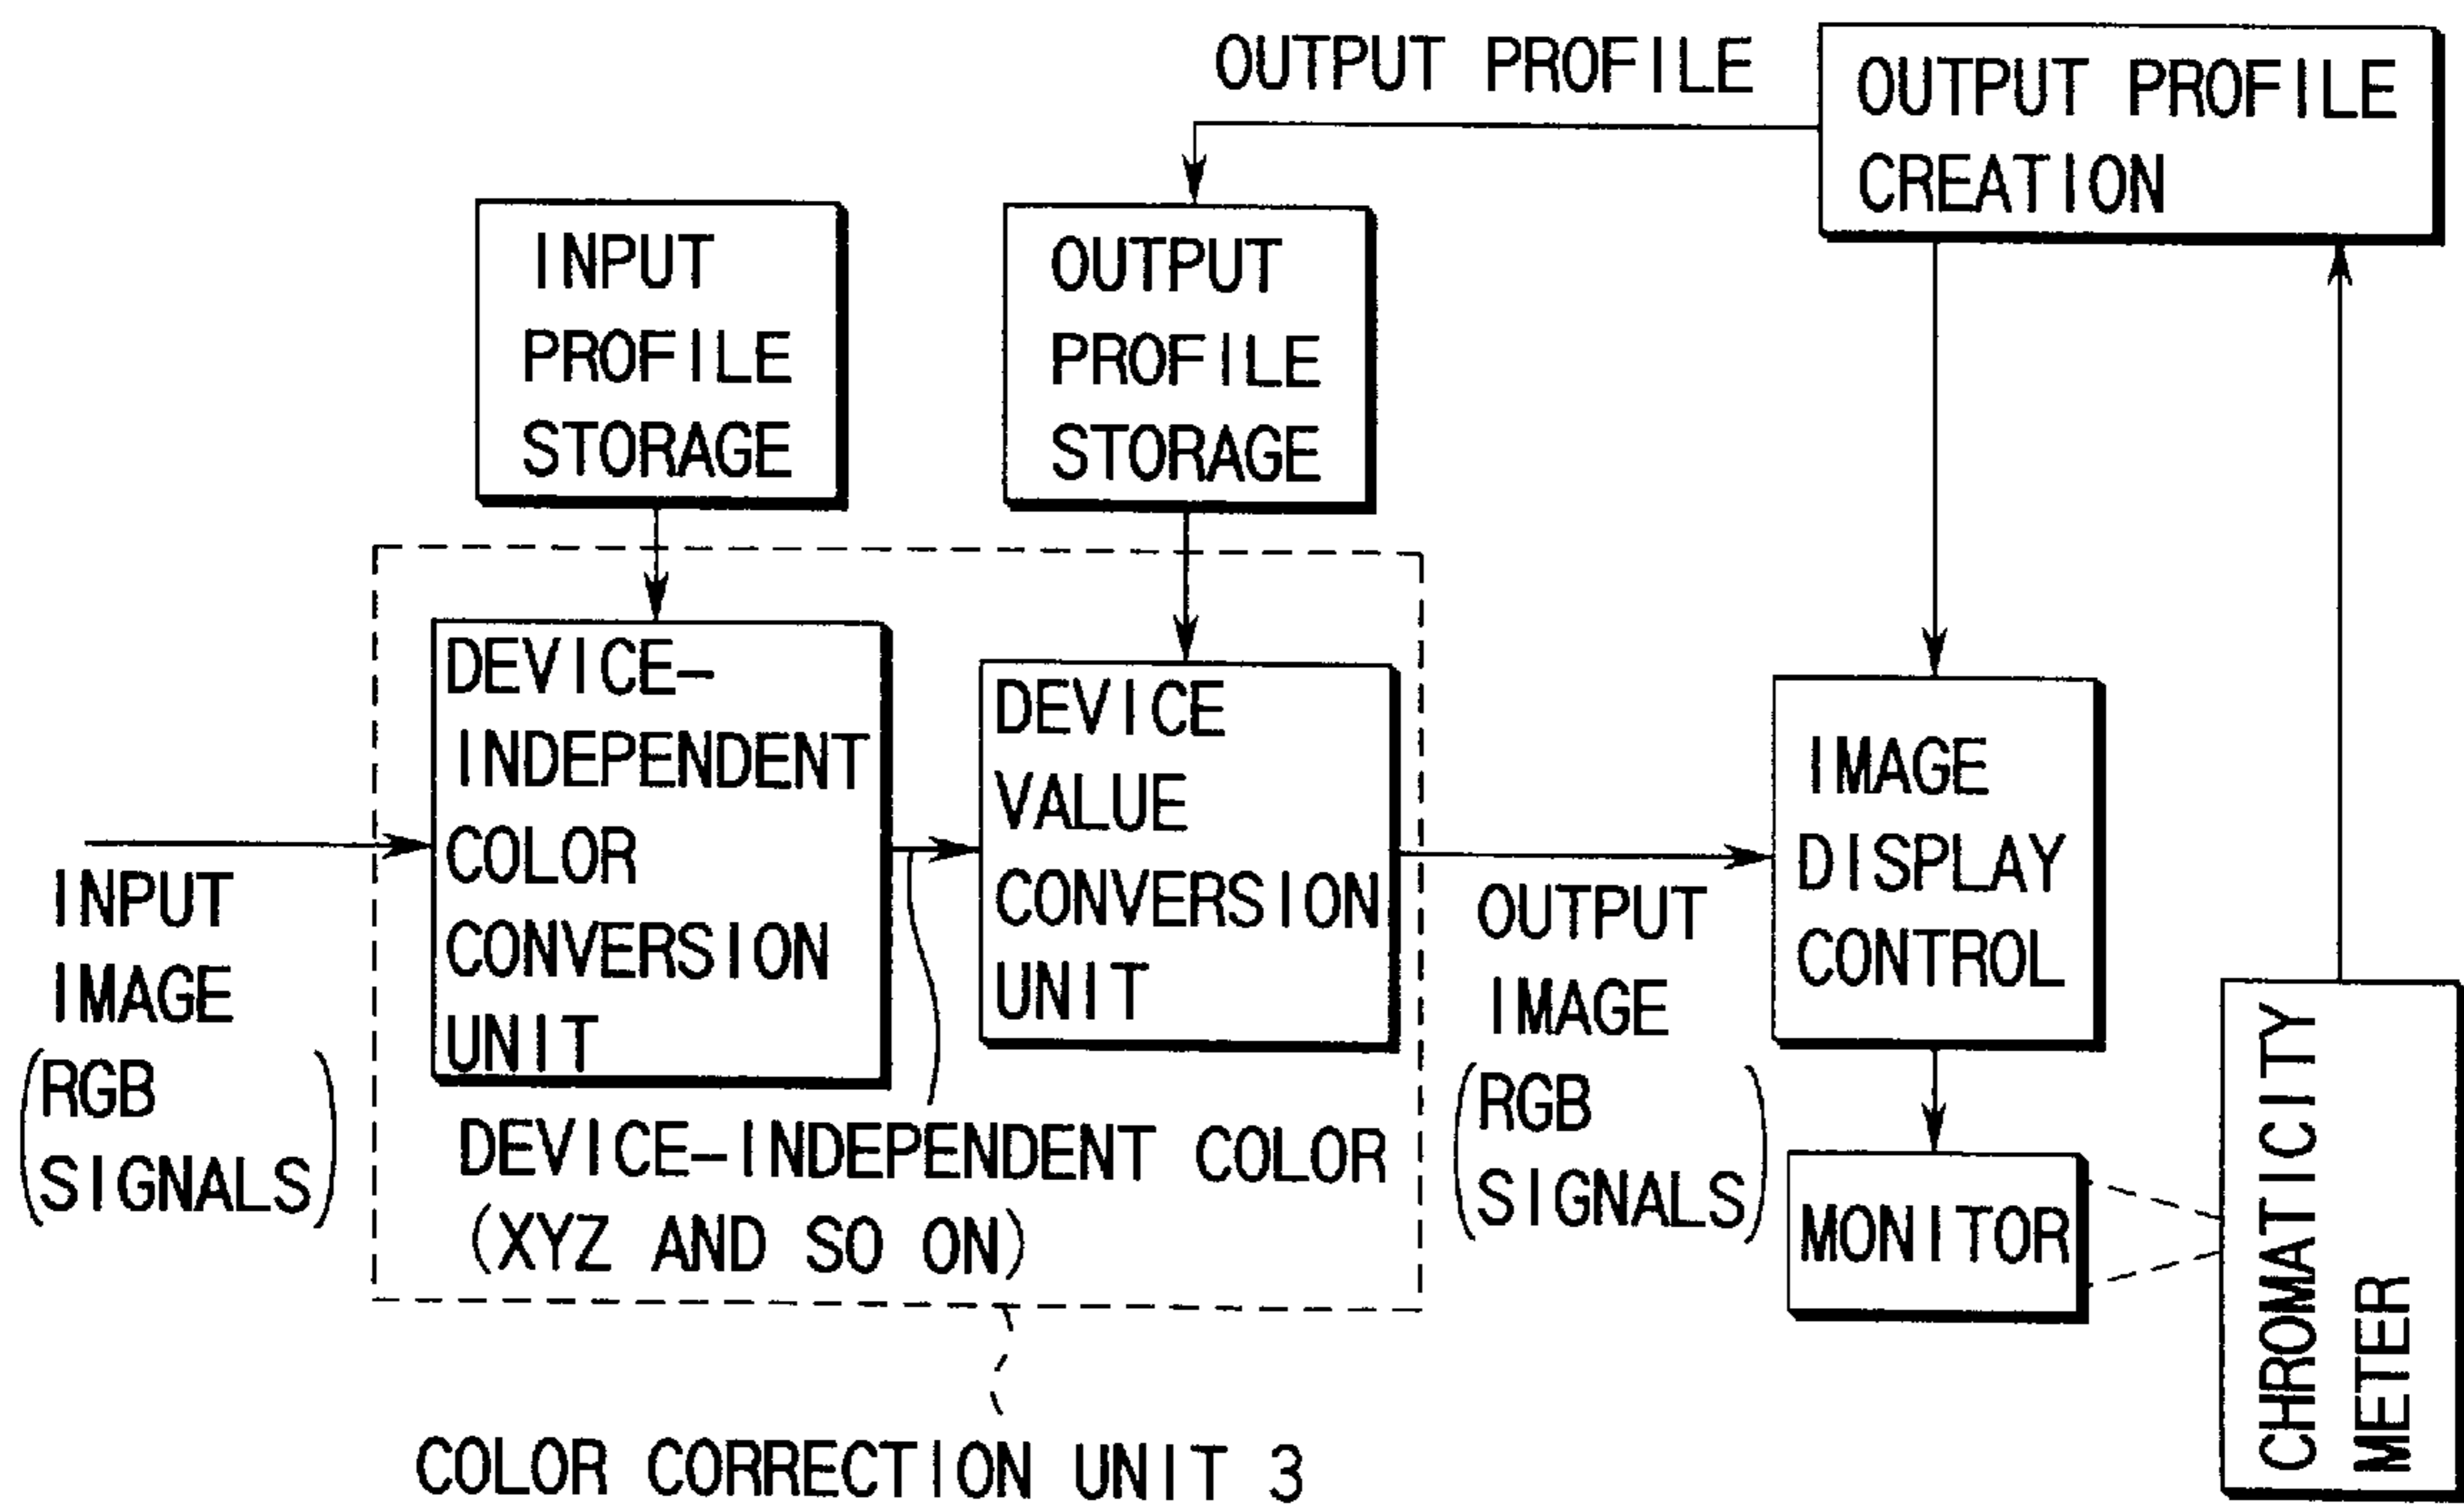 OUTPUT PROFILE
OUTPUT PROFILE
CREATION
INPUT
PROFILE
STORAGE
OUTPUT
PROFILE
STORAGE
DEVICE-
INDEPENDENT
COLOR
CONVERSION
UNIT
DEVICE
VALUE
CONVERSION
UNIT
IMAGE
DISPLAY
CONTROL
INPUT
IMAGE
(RGB
SIGNALS)
OUTPUT
IMAGE
(RGB
SIGNALS)
DEVICE-INDEPENDENT COLOR
(XYZ AND SO ON)
MONITOR
CHROMATICITY
METER
COLOR CORRECTION UNIT 3